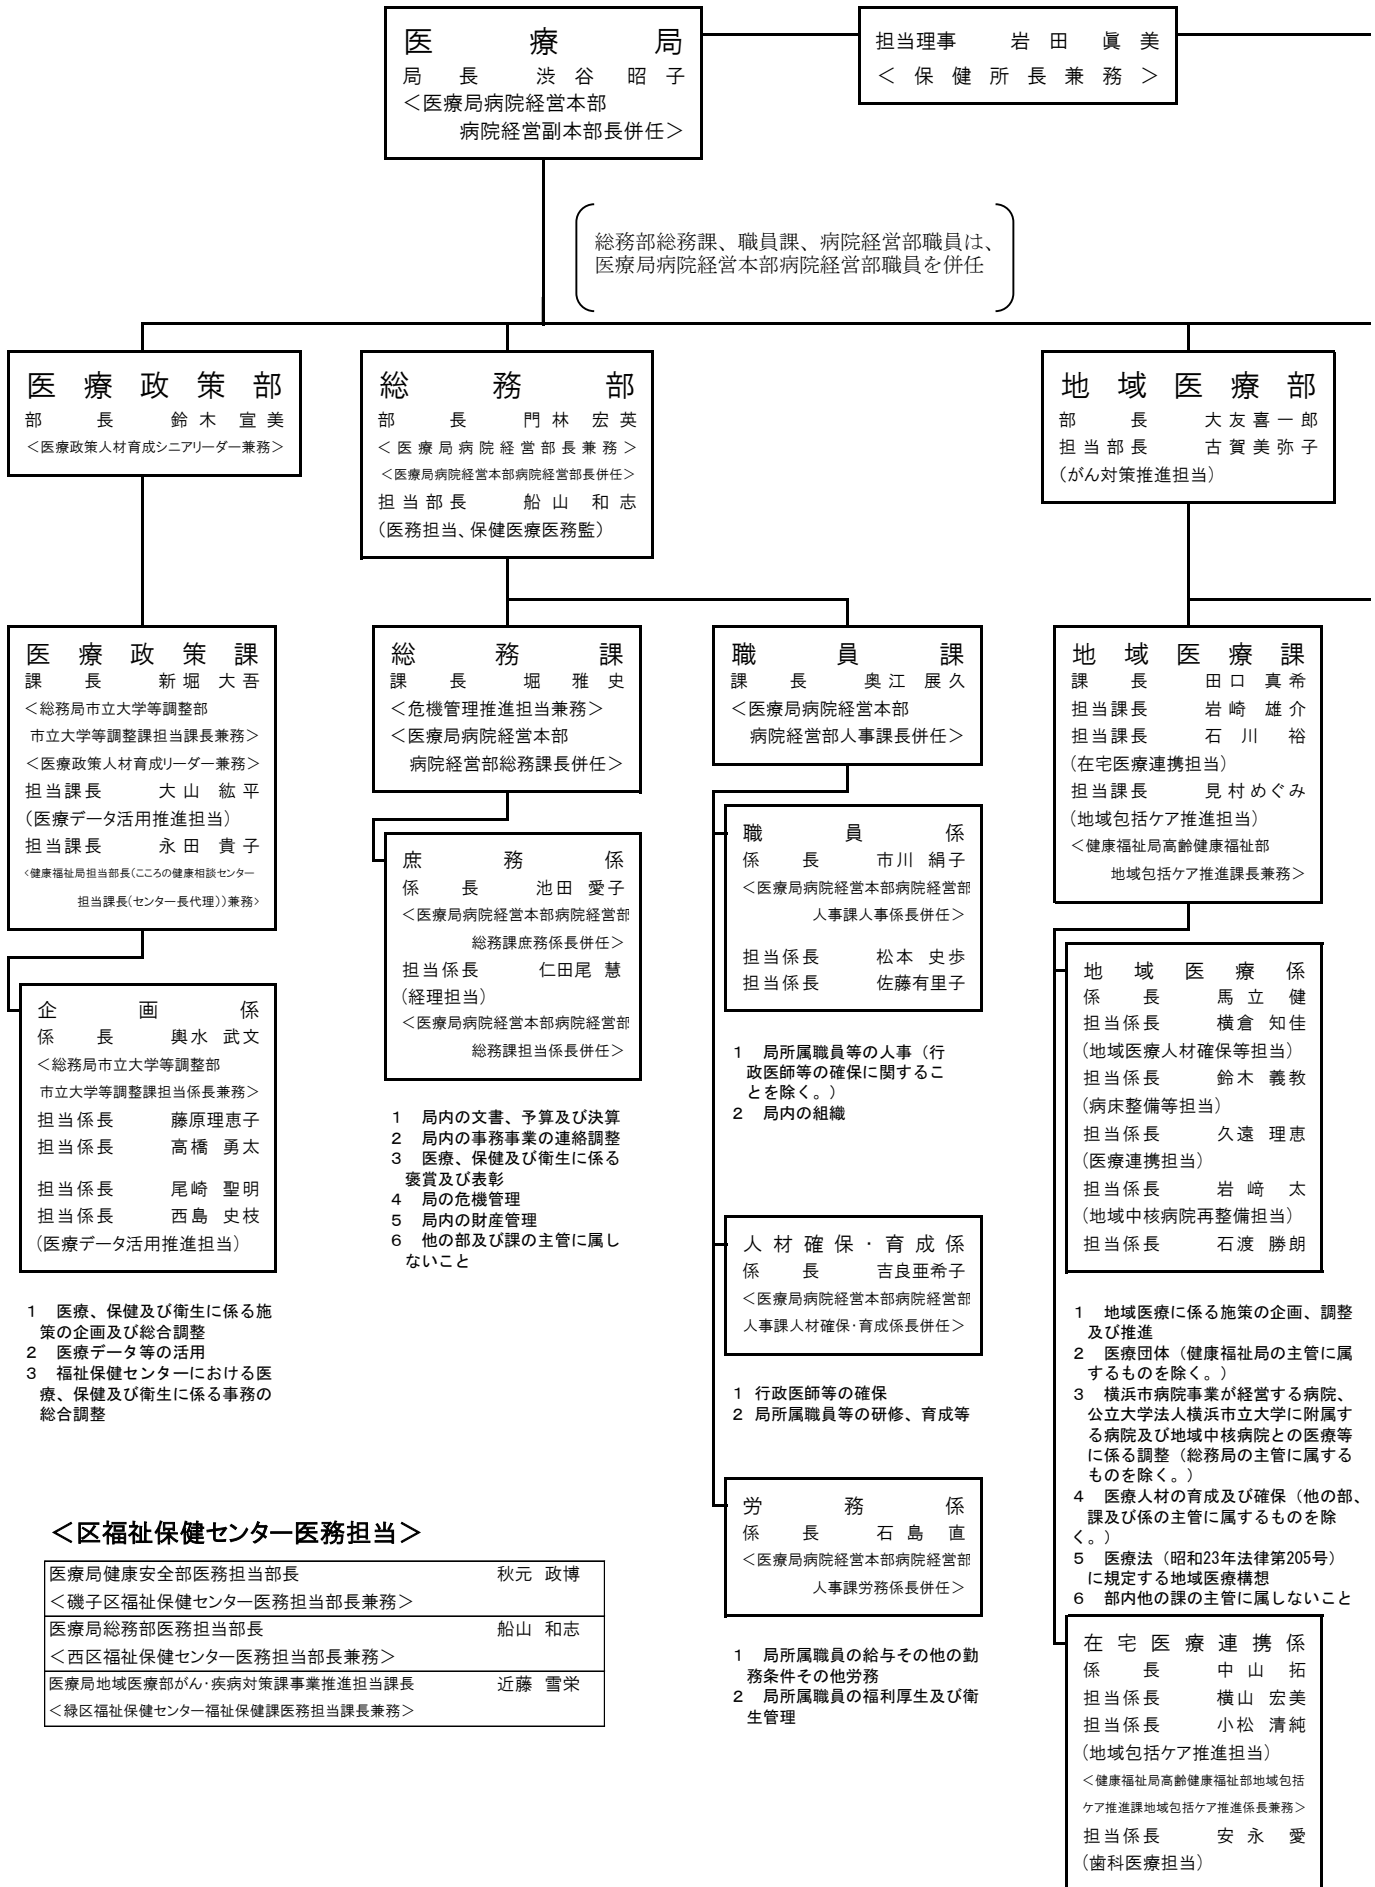 医療局
局長 渋谷昭子
＜医療局病院経営本部
病院経営副本部長併任＞
担当理事 岩田眞美
＜保健所長兼務＞
総務部総務課、職員課、病院経営部職員は、
医療局病院経営本部病院経営部職員を併任
医療政策部
部長 鈴木宣美
＜医療政策人材育成シニアリーダー兼務＞
総務部
部長 門林宏英
＜医療局病院経営部長兼務＞
＜医療局病院経営本部病院経営部長併任＞
担当部長 船山和志
（医務担当、保健医療医務監）
地域医療部
部長 大友喜一郎
担当部長 古賀美弥子
（がん対策推進担当）
医療政策課
課長 新堀大吾
＜総務局市立大学等調整部
市立大学等調整課担当課長兼務＞
＜医療政策人材育成リーダー兼務＞
担当課長 大山紘平
（医療データ活用推進担当）
担当課長 永田貴子
<健康福祉局担当部長（こころの健康相談センター
担当課長（センター長代理））兼務>
企画係
係長 輿水武文
＜総務局市立大学等調整部
市立大学等調整課担当係長兼務＞
担当係長 藤原理恵子
担当係長 高橋勇太
担当係長 尾崎聖明
担当係長 西島史枝
（医療データ活用推進担当）
1 医療、保健及び衛生に係る施
策の企画及び総合調整
2 医療データ等の活用
3 福祉保健センターにおける医
療、保健及び衛生に係る事務の
総合調整
総務課
課長 堀雅史
＜危機管理推進担当兼務＞
＜医療局病院経営本部
病院経営部総務課長併任＞
庶務係
係長 池田愛子
＜医療局病院経営本部病院経営部
総務課庶務係長併任＞
担当係長 仁田尾慧
（経理担当）
＜医療局病院経営本部病院経営部
総務課担当係長併任＞
1 局内の文書、予算及び決算
2 局内の事務事業の連絡調整
3 医療、保健及び衛生に係る
褒賞及び表彰
4 局の危機管理
5 局内の財産管理
6 他の部及び課の主管に属し
ないこと
職員課
課長 奥江展久
＜医療局病院経営本部
病院経営部人事課長併任＞
職員係
係長 市川絹子
＜医療局病院経営本部病院経営部
人事課人事係長併任＞
担当係長 松本史歩
担当係長 佐藤有里子
1 局所属職員等の人事（行
政医師等の確保に関するこ
とを除く。）
2 局内の組織
人材確保・育成係
係長 吉良亜希子
＜医療局病院経営本部病院経営部
人事課人材確保・育成係長併任＞
1 行政医師等の確保
2 局所属職員等の研修、育成等
労務係
係長 石島直
＜医療局病院経営本部病院経営部
人事課労務係長併任＞
1 局所属職員の給与その他の勤
務条件その他労務
2 局所属職員の福利厚生及び衛
生管理
地域医療課
課長 田口真希
担当課長 岩崎雄介
担当課長 石川裕
（在宅医療連携担当）
担当課長 見村めぐみ
（地域包括ケア推進担当）
＜健康福祉局高齢健康福祉部
地域包括ケア推進課長兼務＞
地域医療係
係長 馬立健
担当係長 横倉知佳
（地域医療人材確保等担当）
担当係長 鈴木義教
（病床整備等担当）
担当係長 久遠理恵
（医療連携担当）
担当係長 岩﨑太
（地域中核病院再整備担当）
担当係長 石渡勝朗
1 地域医療に係る施策の企画、調整
及び推進
2 医療団体（健康福祉局の主管に属
するものを除く。）
3 横浜市病院事業が経営する病院、
公立大学法人横浜市立大学に附属す
る病院及び地域中核病院との医療等
に係る調整（総務局の主管に属する
ものを除く。）
4 医療人材の育成及び確保（他の部、
課及び係の主管に属するものを除
く。）
5 医療法（昭和23年法律第205号）
に規定する地域医療構想
6 部内他の課の主管に属しないこと
在宅医療連携係
係長 中山拓
担当係長 横山宏美
担当係長 小松清純
（地域包括ケア推進担当）
＜健康福祉局高齢健康福祉部地域包括
ケア推進課地域包括ケア推進係長兼務＞
担当係長 安永愛
（歯科医療担当）
＜区福祉保健センター医務担当＞
医療局健康安全部医務担当部長 秋元 政博
＜磯子区福祉保健センター医務担当部長兼務＞
医療局総務部医務担当部長 船山 和志
＜西区福祉保健センター医務担当部長兼務＞
医療局地域医療部がん・疾病対策課事業推進担当課長 近藤 雪栄
＜緑区福祉保健センター福祉保健課医務担当課長兼務＞